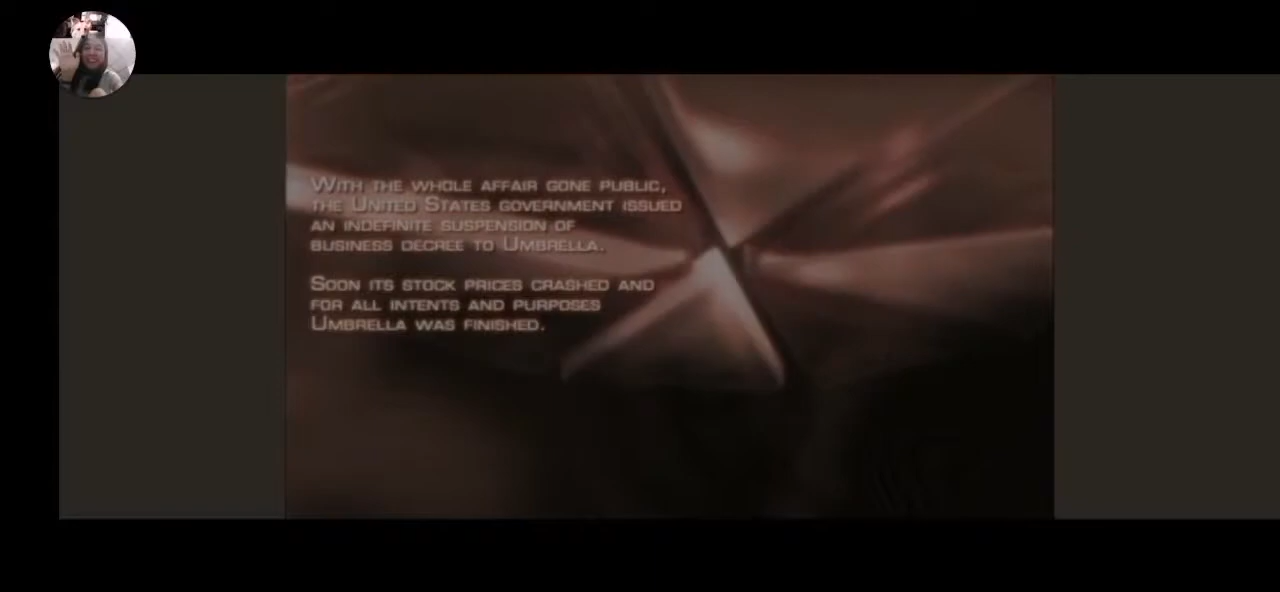 With the whole affair gone public,
the United States government issued
an indefinite suspension of
business decree to Umbrella.
Soon its stock prices crashed and
for all intents and purposes
Umbrella was finished.